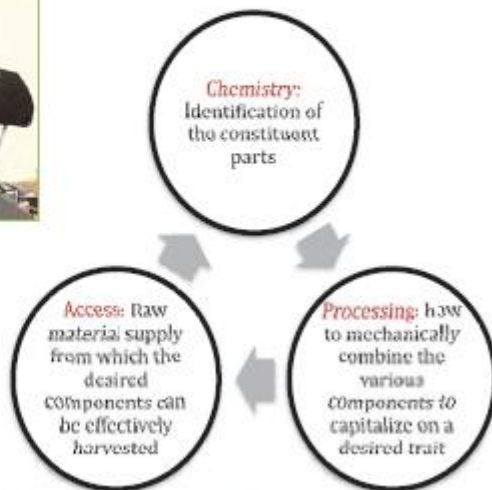 Chemistry:
Identification of
the constituent
parts
Processing: how
to mechanically
combine the
various
components to
capitalize on a
desired trait
Access: Raw
material supply
from which the
desired
components can
be effectively
harvested